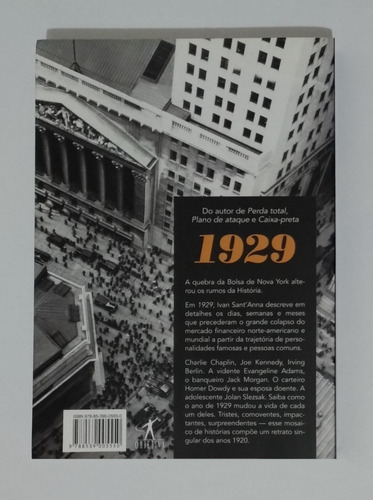 Do autor de Perda total,
Plano de ataque e Caixa-preta
1929
A quebra da Bolsa de Nova York alte-
rou os rumos da História.
Em 1929, Ivan Sant'Anna descreve em
detalhes os dias, semanas e meses
que precederam o grande colapso do
mercado financeiro norte-americano e
mundial a partir da trajetória de perso-
nalidades famosas e pessoas comuns.
Charlie Chaplin, Joe Kennedy, Irving
Berlin. A vidente Evangeline Adams,
o banqueiro Jack Morgan. O carteiro
Homer Dowdy e sua esposa doente. A
adolescente Jolan Slezsak. Saiba como
o ano de 1929 mudou a vida de cada um
deles. Tristes, comoventes, impac-
tantes, surpreendentes — esse mosai-
co de histórias compõe um retrato sin-
gular dos anos 1920.
OBJETIVA